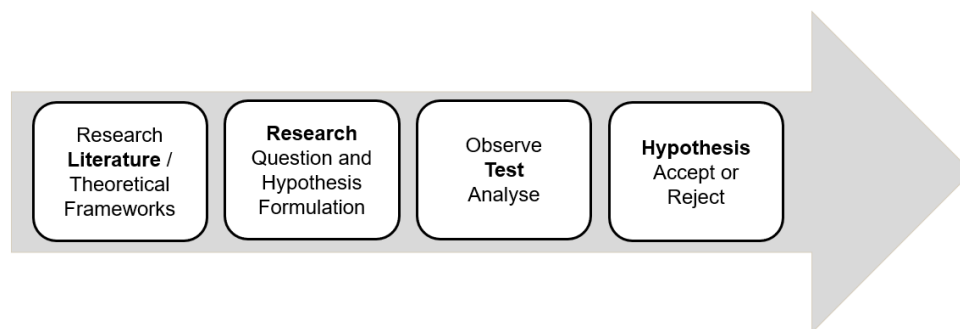 Research
Literature /
Theoretical
Frameworks
Research
Question and
Hypothesis
Formulation
Observe
Test
Analyse
Hypothesis
Accept or
Reject